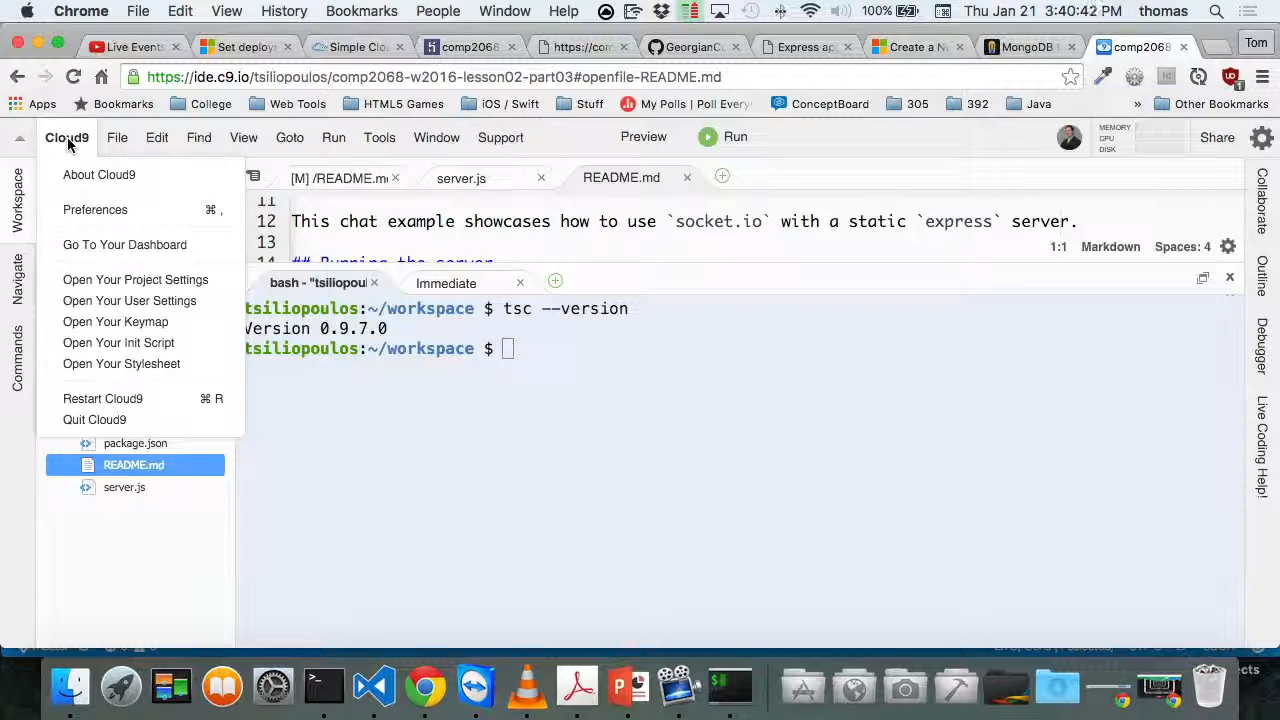 Chrome File Edit View History Bookmarks People Window Help 100% Thu Jan 21 3:40:42 PM thomas
Live Events Set deploy Simple Clo comp2068 https://con GeorgianCo Express ap Create a N MongoDB comp2068 Tom
https://ide.c9.io/tsiliopoulos/comp2068-w2016-lesson02-part03#openfile-README.md
Apps Bookmarks College Web Tools HTML5 Games iOS / Swift Stuff My Polls | Poll Every ConceptBoard 305 392 Java » Other Bookmarks
Cloud9 File Edit Find View Goto Run Tools Window Support Preview Run MEMORY CPU DISK Share
About Cloud9
Preferences ⌘ ,
Go To Your Dashboard
Open Your Project Settings
Open Your User Settings
Open Your Keymap
Open Your Init Script
Open Your Stylesheet
Restart Cloud9 ⌘ R
Quit Cloud9
Workspace
Navigate
Commands
package.json
README.md
server.js
[M] /README.m server.js README.md
11
12 This chat example showcases how to use `socket.io` with a static `express` server.
13
14 ## Running the server
1:1 Markdown Spaces: 4
bash - "tsiliopoul Immediate
tsiliopoulos:~/workspace $ tsc --version
Version 0.9.7.0
tsiliopoulos:~/workspace $
Collaborate
Outline
Debugger
Live Coding Help!